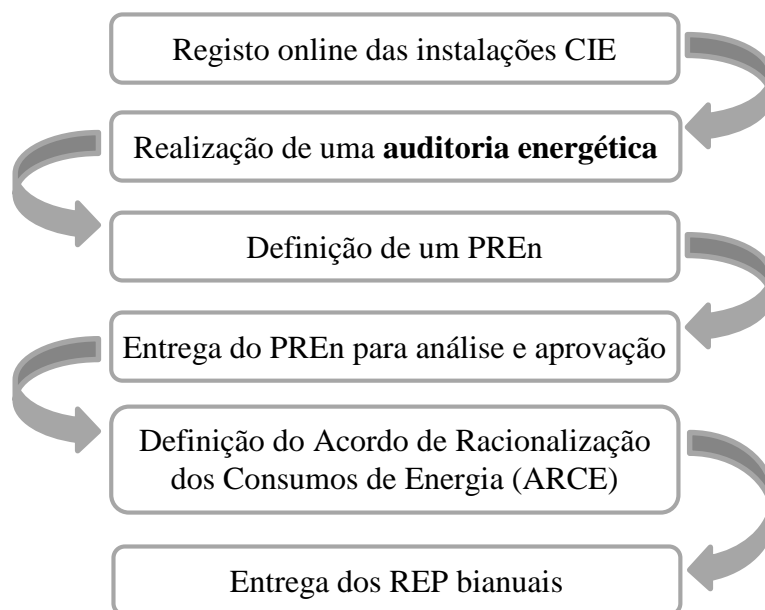 Registo online das instalações CIE
Realização de uma auditoria energética
Definição de um PREn
Entrega do PREn para análise e aprovação
Definição do Acordo de Racionalização
dos Consumos de Energia (ARCE)
Entrega dos REP bianuais